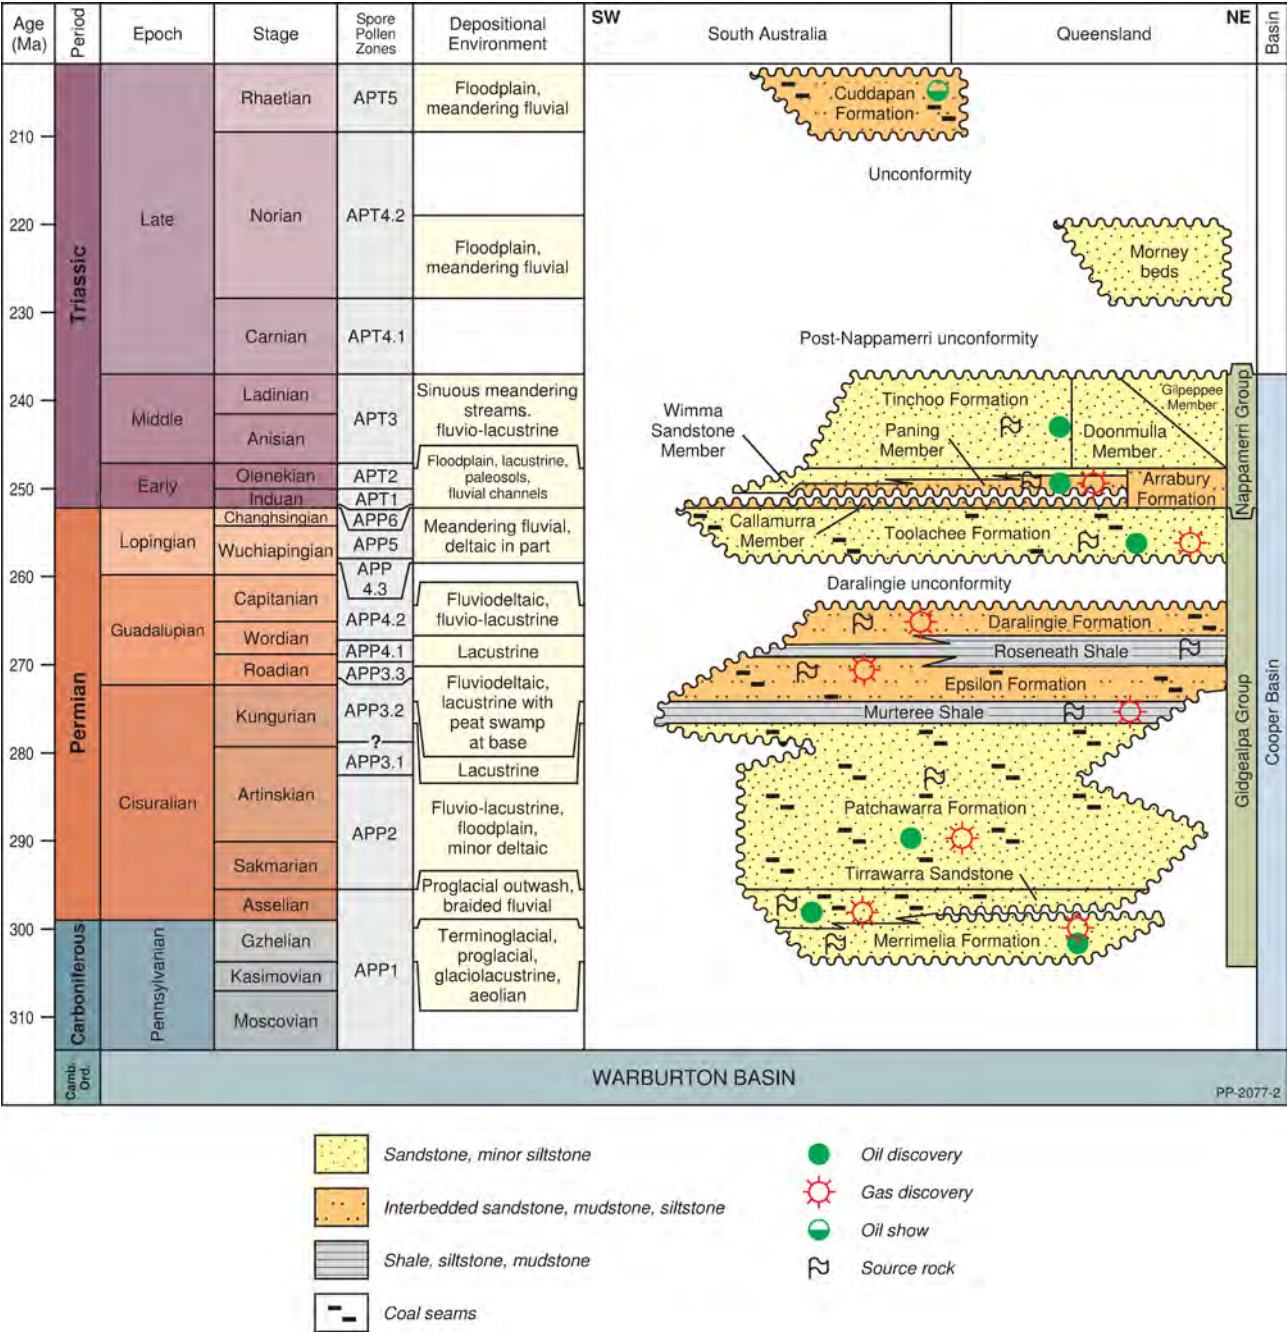 Age
(Ma)
Period
Epoch
Stage
Spore
Pollen
Zones
Depositional
Environment
SW
South Australia
Queensland
NE
Basin
210
220
230
240
250
260
270
280
290
300
310
Triassic
Permian
Carboniferous
Camb.
Ord.
Late
Middle
Early
Lopingian
Guadalupian
Cisuralian
Pennsylvanian
Rhaetian
Norian
Carnian
Ladinian
Anisian
Olenekian
Induan
Changhsingian
Wuchiapingian
Capitanian
Wordian
Roadian
Kungurian
Artinskian
Sakmarian
Asselian
Gzhelian
Kasimovian
Moscovian
APT5
APT4.2
APT4.1
APT3
APT2
APT1
APP6
APP5
APP
4.3
APP4.2
APP4.1
APP3.3
APP3.2
?
APP3.1
APP2
APP1
Floodplain,
meandering fluvial
Floodplain,
meandering fluvial
Sinuous meandering
streams.
fluvio-lacustrine
Floodplain, lacustrine,
paleosols,
fluvial channels
Meandering fluvial,
deltaic in part
Fluviodeltaic,
fluvio-lacustrine
Lacustrine
Fluviodeltaic,
lacustrine with
peat swamp
at base
Lacustrine
Fluvio-lacustrine,
floodplain,
minor deltaic
Proglacial outwash,
braided fluvial
Terminoglacial,
proglacial,
glaciolacustrine,
aeolian
Cuddapan
Formation
Unconformity
Morney
beds
Post-Nappamerri unconformity
Tinchoo Formation
Gilpeppee
Member
Wimma
Sandstone
Member
Paning
Member
Doonmulla
Member
Arrabury
Formation
Callamurra
Member
Toolachee Formation
Daralingie unconformity
Daralingie Formation
Roseneath Shale
Epsilon Formation
Murteree Shale
Patchawarra Formation
Tirrawarra Sandstone
Merrimelia Formation
Nappamerri Group
Gidgealpa Group
Cooper Basin
WARBURTON BASIN
PP-2077-2
Sandstone, minor siltstone
Interbedded sandstone, mudstone, siltstone
Shale, siltstone, mudstone
Coal seams
Oil discovery
Gas discovery
Oil show
Source rock